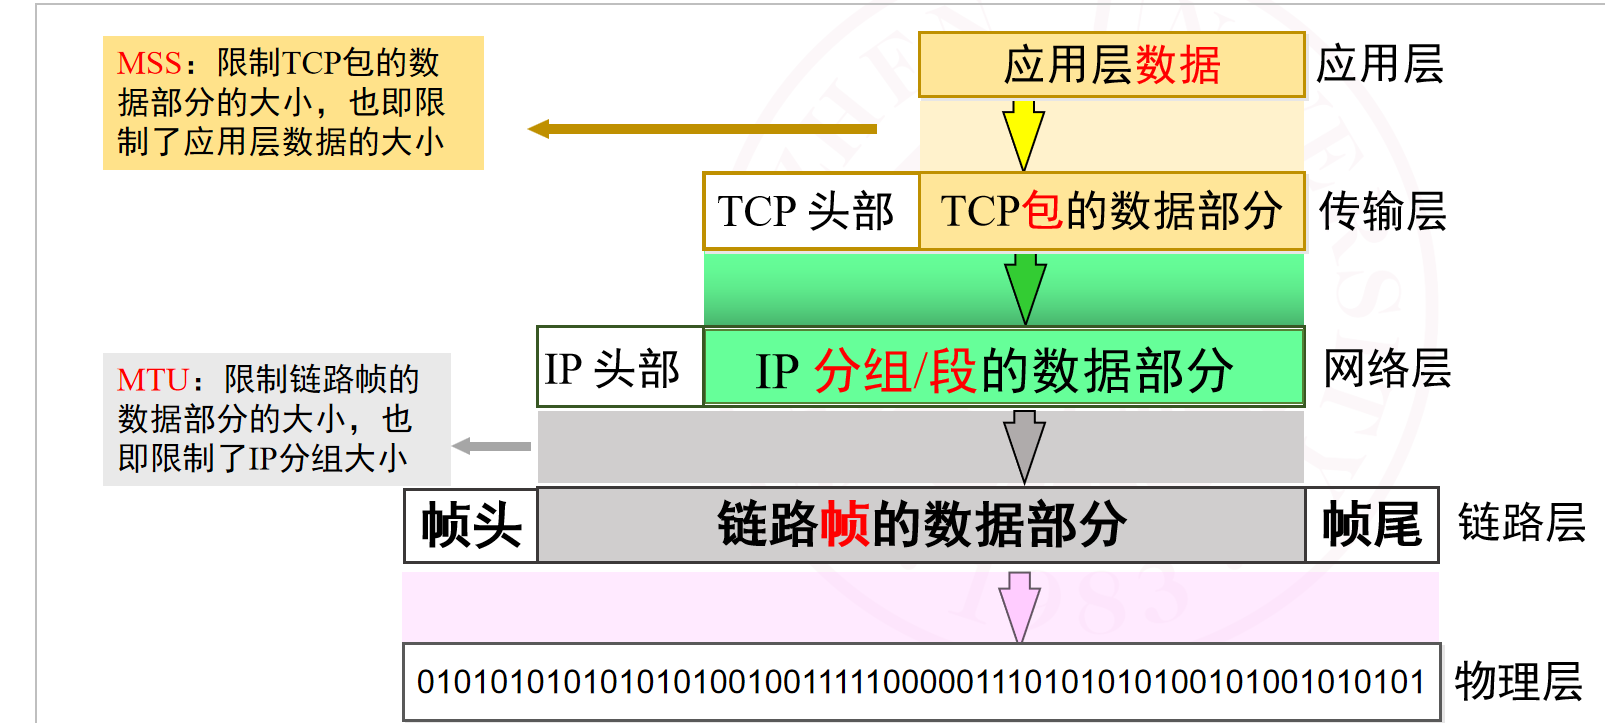 MSS：限制TCP包的数
据部分的大小，也即限
制了应用层数据的大小
应用层数据
应用层
TCP 头部
TCP包的数据部分
传输层
IP 头部
IP 分组/段的数据部分
网络层
MTU：限制链路帧的
数据部分的大小，也
即限制了IP分组大小
帧头
链路帧的数据部分
帧尾
链路层
1983
物理层